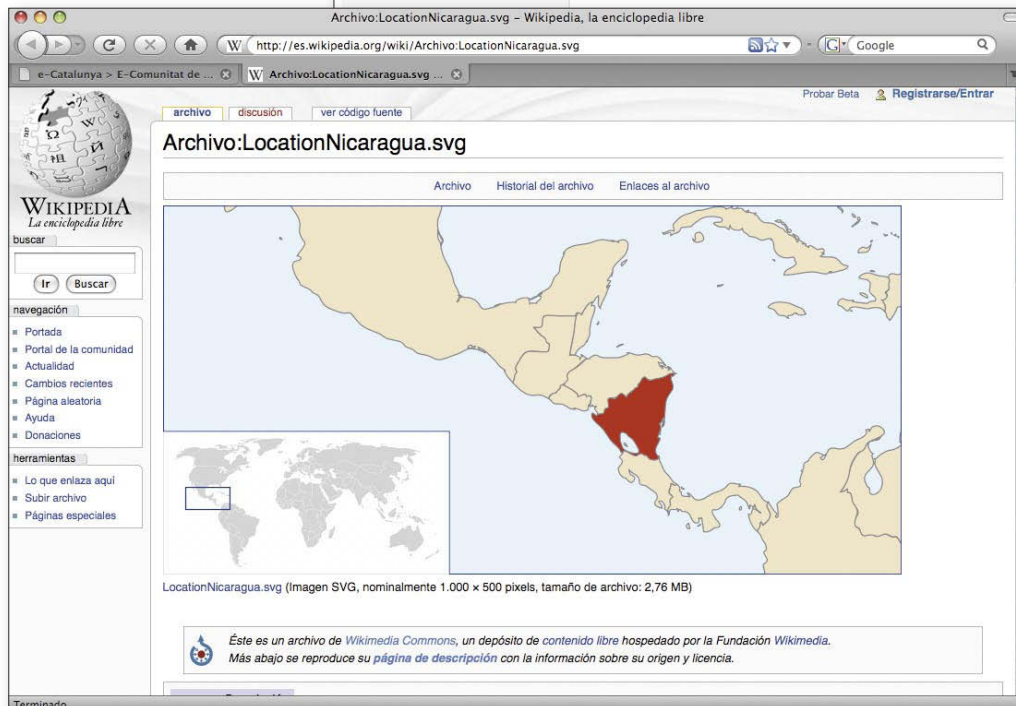 Archivo:LocationNicaragua.svg – Wikipedia, la enciclopedia libre
W http://es.wikipedia.org/wiki/Archivo:LocationNicaragua.svg
G Google
e-Catalunya > E-Comunitat de ...
W Archivo:LocationNicaragua.svg ...
Probar Beta Registrarse/Entrar
archivo discusión ver código fuente
Archivo:LocationNicaragua.svg
Archivo Historial del archivo Enlaces al archivo
WIKIPEDIA
La enciclopedia libre
buscar
Ir Buscar
navegación
Portada
Portal de la comunidad
Actualidad
Cambios recientes
Página aleatoria
Ayuda
Donaciones
herramientas
Lo que enlaza aquí
Subir archivo
Páginas especiales
LocationNicaragua.svg (Imagen SVG, nominalmente 1.000 × 500 pixels, tamaño de archivo: 2,76 MB)
Éste es un archivo de Wikimedia Commons, un depósito de contenido libre hospedado por la Fundación Wikimedia.
Más abajo se reproduce su página de descripción con la información sobre su origen y licencia.
Terminado